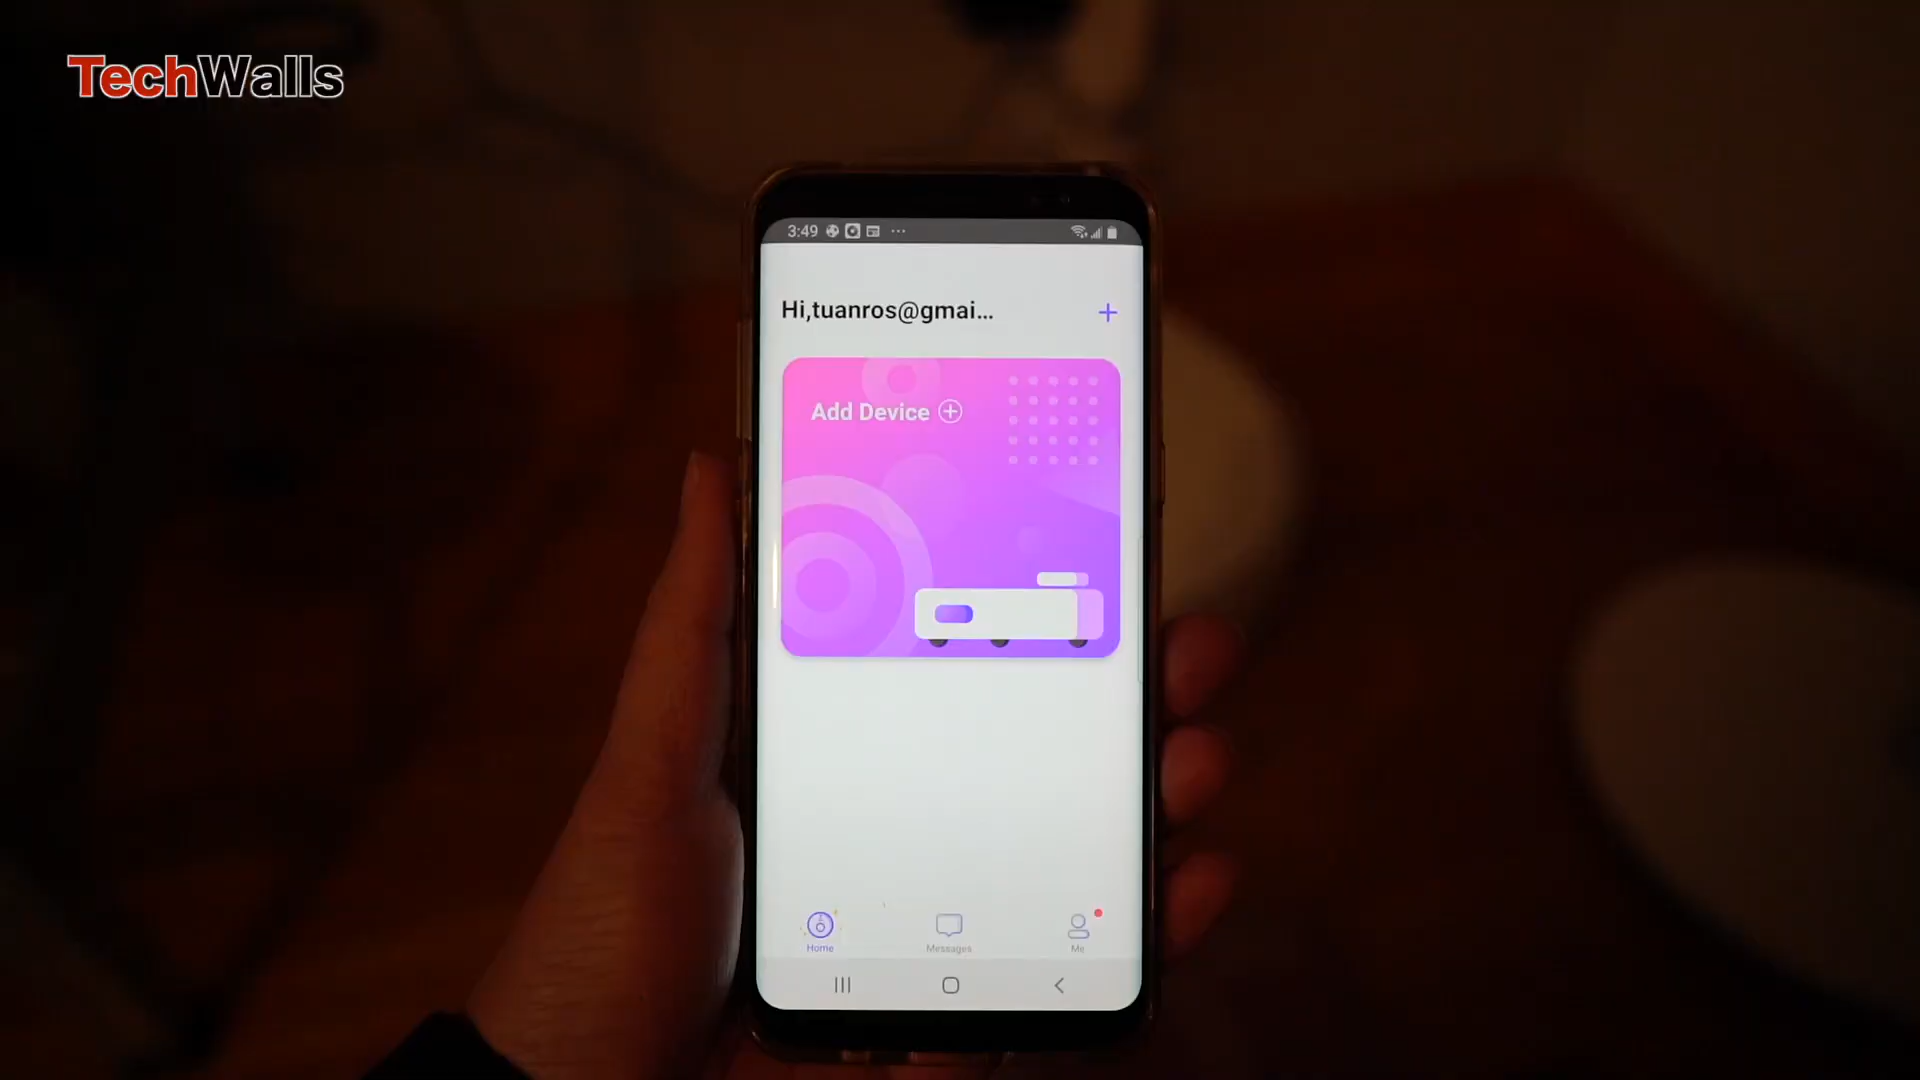 TechWalls
3:49
Hi,tuanros@gmai...
Add Device
Home
Messages
Me